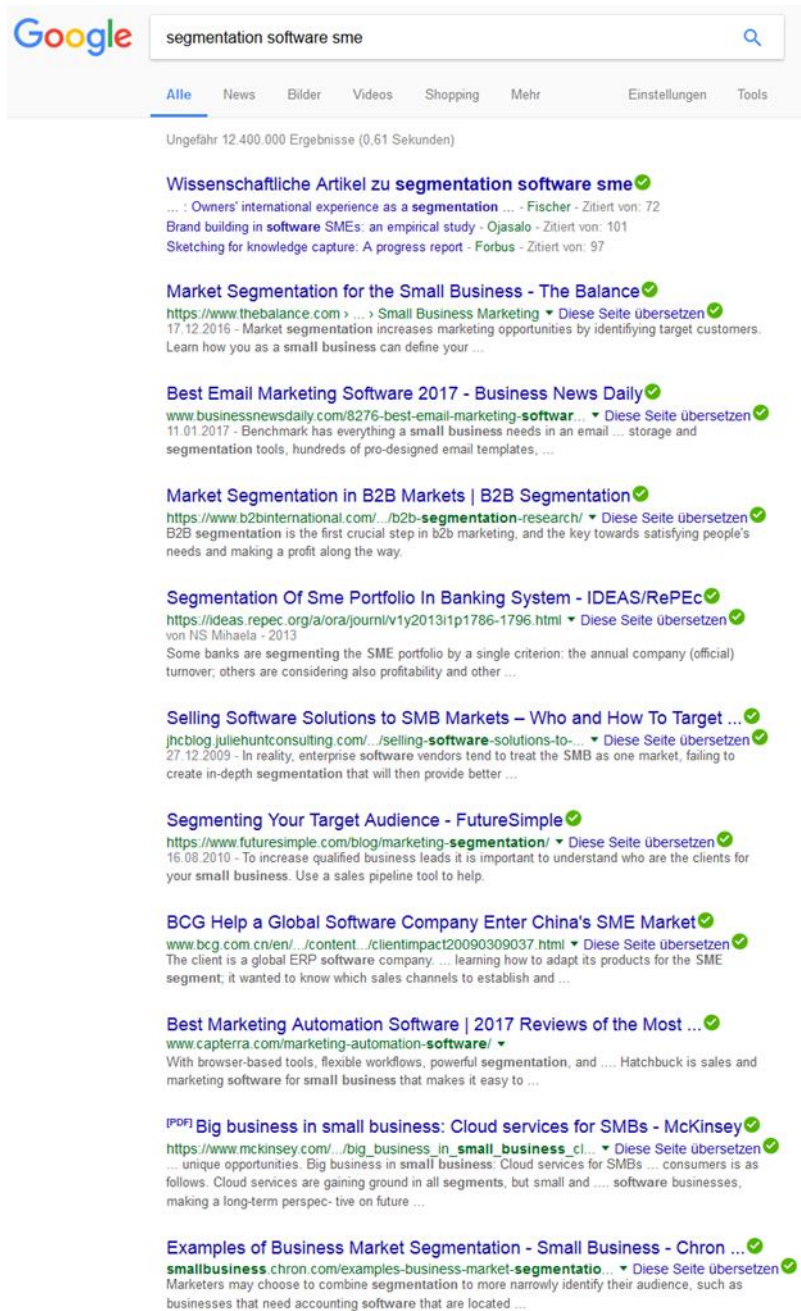 Google
segmentation software sme
Alle News Bilder Videos Shopping Mehr Einstellungen Tools
Ungefähr 12.400.000 Ergebnisse (0,61 Sekunden)
Wissenschaftliche Artikel zu segmentation software sme
... : Owners' international experience as a segmentation ... - Fischer - Zitiert von: 72
Brand building in software SMEs: an empirical study - Ojasalo - Zitiert von: 101
Sketching for knowledge capture: A progress report - Forbus - Zitiert von: 97
Market Segmentation for the Small Business - The Balance
https://www.thebalance.com › ... › Small Business Marketing ▼ Diese Seite übersetzen
17.12.2016 - Market segmentation increases marketing opportunities by identifiying target customers.
Learn how you as a small business can define your ...
Best Email Marketing Software 2017 - Business News Daily
www.businessnewsdaily.com/8276-best-email-marketing-softwar... ▼ Diese Seite übersetzen
11.01.2017 - Benchmark has everything a small business needs in an email ... storage and
segmentation tools, hundreds of pro-designed email templates, ...
Market Segmentation in B2B Markets | B2B Segmentation
https://www.b2binternational.com/.../b2b-segmentation-research/ ▼ Diese Seite übersetzen
B2B segmentation is the first crucial step in b2b marketing, and the key towards satisfying people's
needs and making a profit along the way.
Segmentation Of Sme Portfolio In Banking System - IDEAS/RePEc
https://ideas.repec.org/a/ora/journl/v1y2013i1p1786-1796.html ▼ Diese Seite übersetzen
von NS Mihaela - 2013
Some banks are segmenting the SME portfolio by a single criterion: the annual company (official)
turnover; others are considering also profitability and other ...
Selling Software Solutions to SMB Markets – Who and How To Target ...
jhcblog.juliehuntconsulting.com/.../selling-software-solutions-to-... ▼ Diese Seite übersetzen
27.12.2009 - In reality, enterprise software vendors tend to treat the SMB as one market, failing to
create in-depth segmentation that will then provide better ...
Segmenting Your Target Audience - FutureSimple
https://www.futuresimple.com/blog/marketing-segmentation/ ▼ Diese Seite übersetzen
16.08.2010 - To increase qualified business leads it is important to understand who are the clients for
your small business. Use a sales pipeline tool to help.
BCG Help a Global Software Company Enter China's SME Market
www.bcg.com.cn/en/.../content.../clientimpact20090309037.html ▼ Diese Seite übersetzen
The client is a global ERP software company. ... learning how to adapt its products for the SME
segment; it wanted to know which sales channels to establish and ...
Best Marketing Automation Software | 2017 Reviews of the Most ...
www.capterra.com/marketing-automation-software/ ▼
With browser-based tools, flexible workflows, powerful segmentation, and .... Hatchbuck is sales and
marketing software for small business that makes it easy to ...
[PDF] Big business in small business: Cloud services for SMBs - McKinsey
https://www.mckinsey.com/.../big_business_in_small_business_cl... ▼ Diese Seite übersetzen
... unique opportunities. Big business in small business: Cloud services for SMBs ... consumers is as
follows. Cloud services are gaining ground in all segments, but small and .... software businesses,
making a long-term perspec- tive on future ...
Examples of Business Market Segmentation - Small Business - Chron ...
smallbusiness.chron.com/examples-business-market-segmentatio... ▼ Diese Seite übersetzen
Marketers may choose to combine segmentation to more narrowly identify their audience, such as
businesses that need accounting software that are located ...